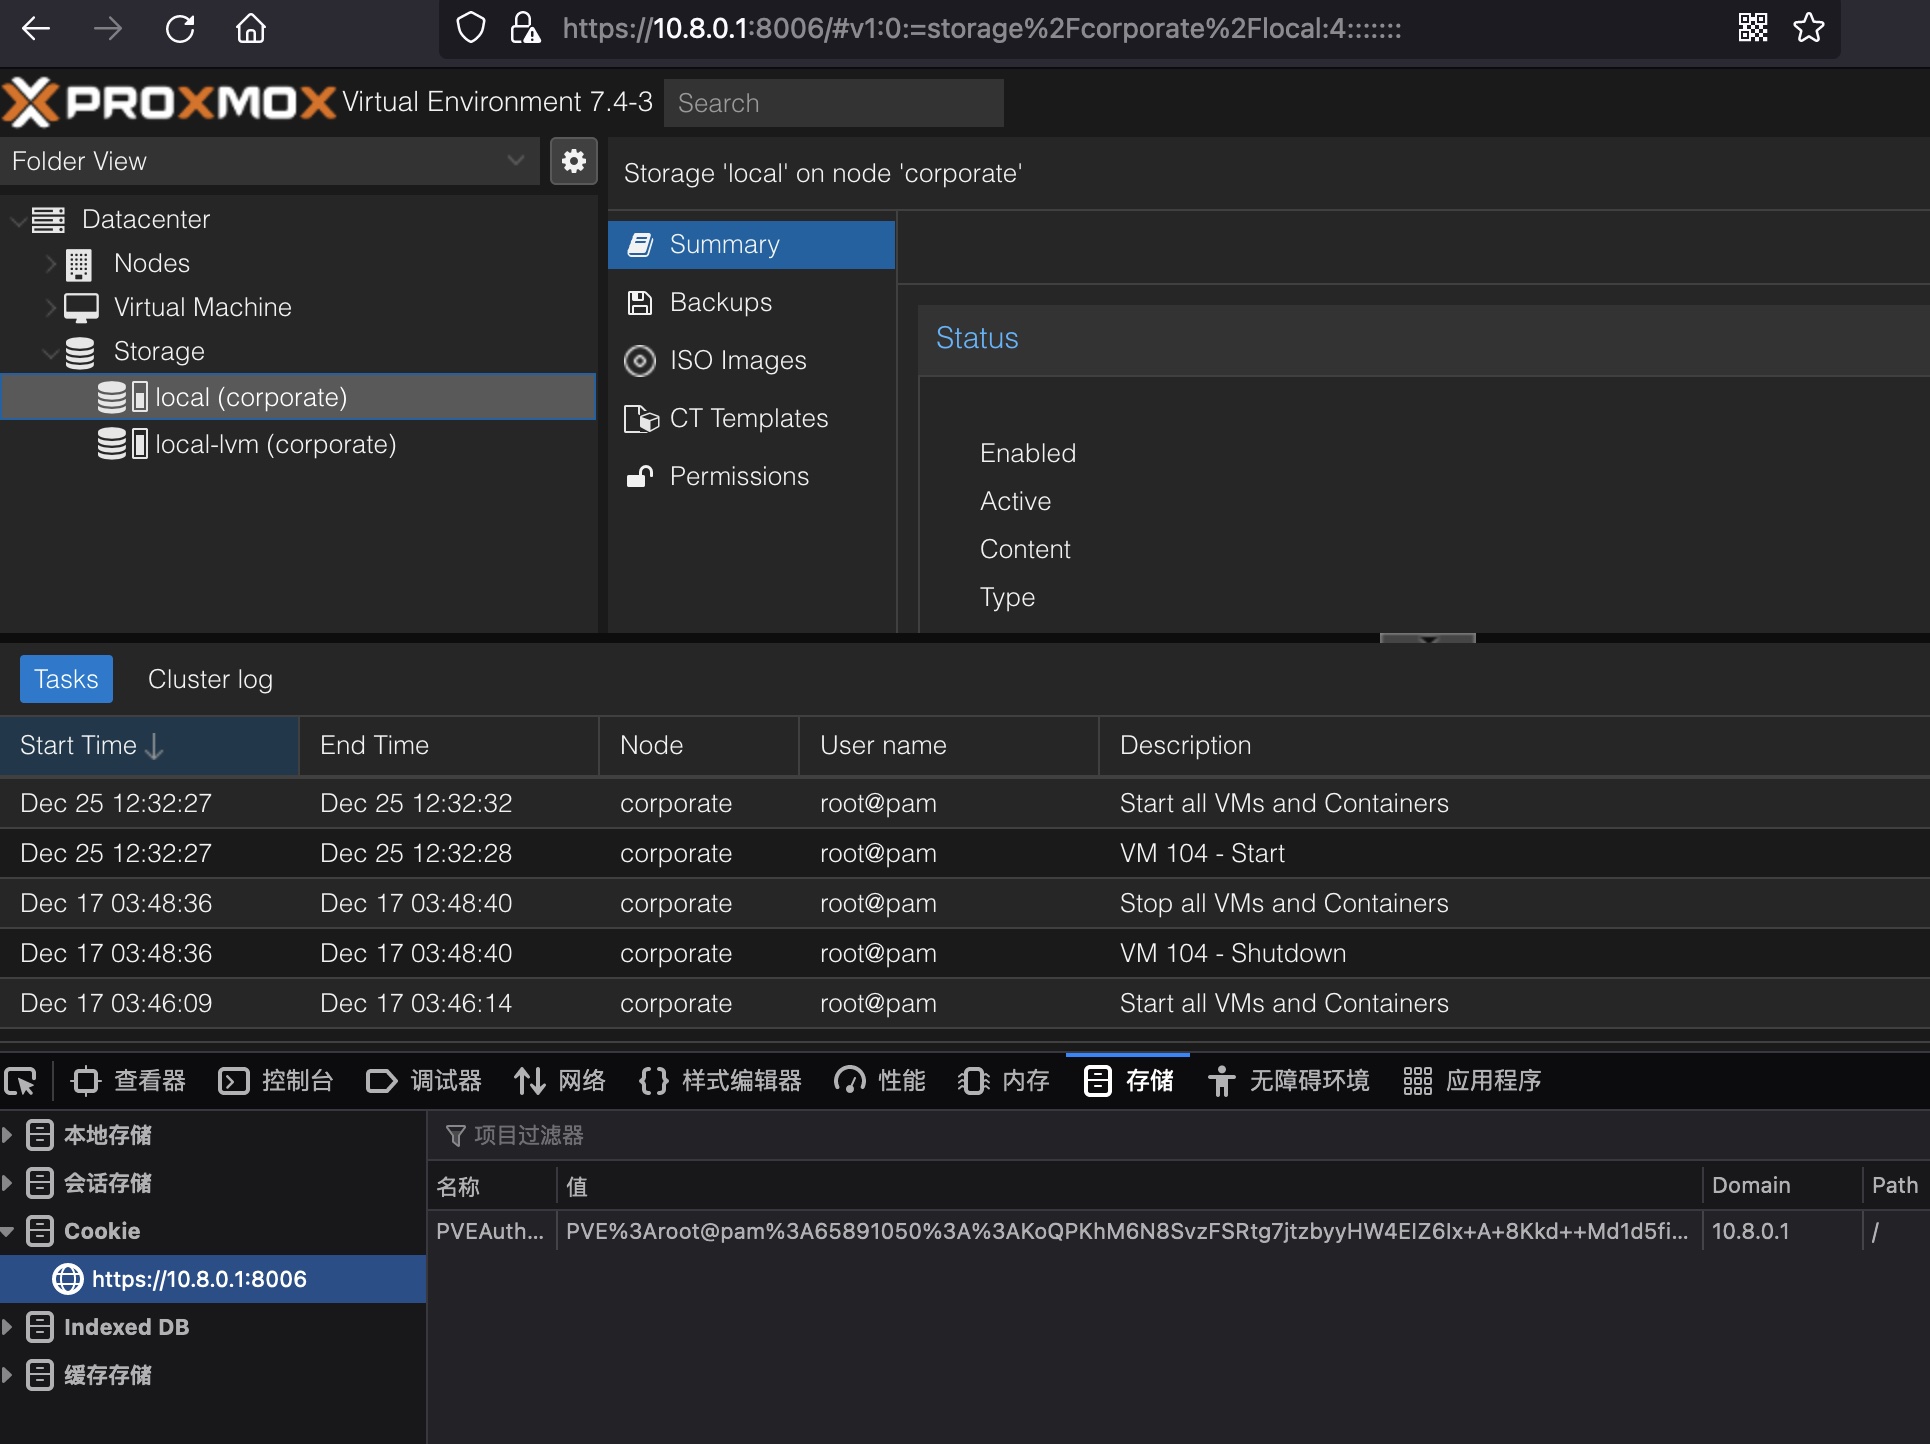 https://10.8.0.1:8006/#v1:0:=storage%2Fcorporate%2Flocal:4:::::::
PROXMOX Virtual Environment 7.4-3 Search
Folder View
Storage 'local' on node 'corporate'
Datacenter
Nodes
Virtual Machine
Storage
local (corporate)
local-lvm (corporate)
Summary
Backups
ISO Images
CT Templates
Permissions
Status
Enabled
Active
Content
Type
Tasks Cluster log
Start Time End Time Node User name Description
Dec 25 12:32:27 Dec 25 12:32:32 corporate root@pam Start all VMs and Containers
Dec 25 12:32:27 Dec 25 12:32:28 corporate root@pam VM 104 - Start
Dec 17 03:48:36 Dec 17 03:48:40 corporate root@pam Stop all VMs and Containers
Dec 17 03:48:36 Dec 17 03:48:40 corporate root@pam VM 104 - Shutdown
Dec 17 03:46:09 Dec 17 03:46:14 corporate root@pam Start all VMs and Containers
查看器 控制台 调试器 网络 样式编辑器 性能 内存 存储 无障碍环境 应用程序
本地存储
会话存储
Cookie
https://10.8.0.1:8006
Indexed DB
缓存存储
项目过滤器
名称 值 Domain Path
PVEAuth... PVE%3Aroot@pam%3A65891050%3A%3AKoQPKhM6N8SvzFSRtg7jtzbyyHW4EIZ6Ix+A+8Kkd++Md1d5fi... 10.8.0.1 /